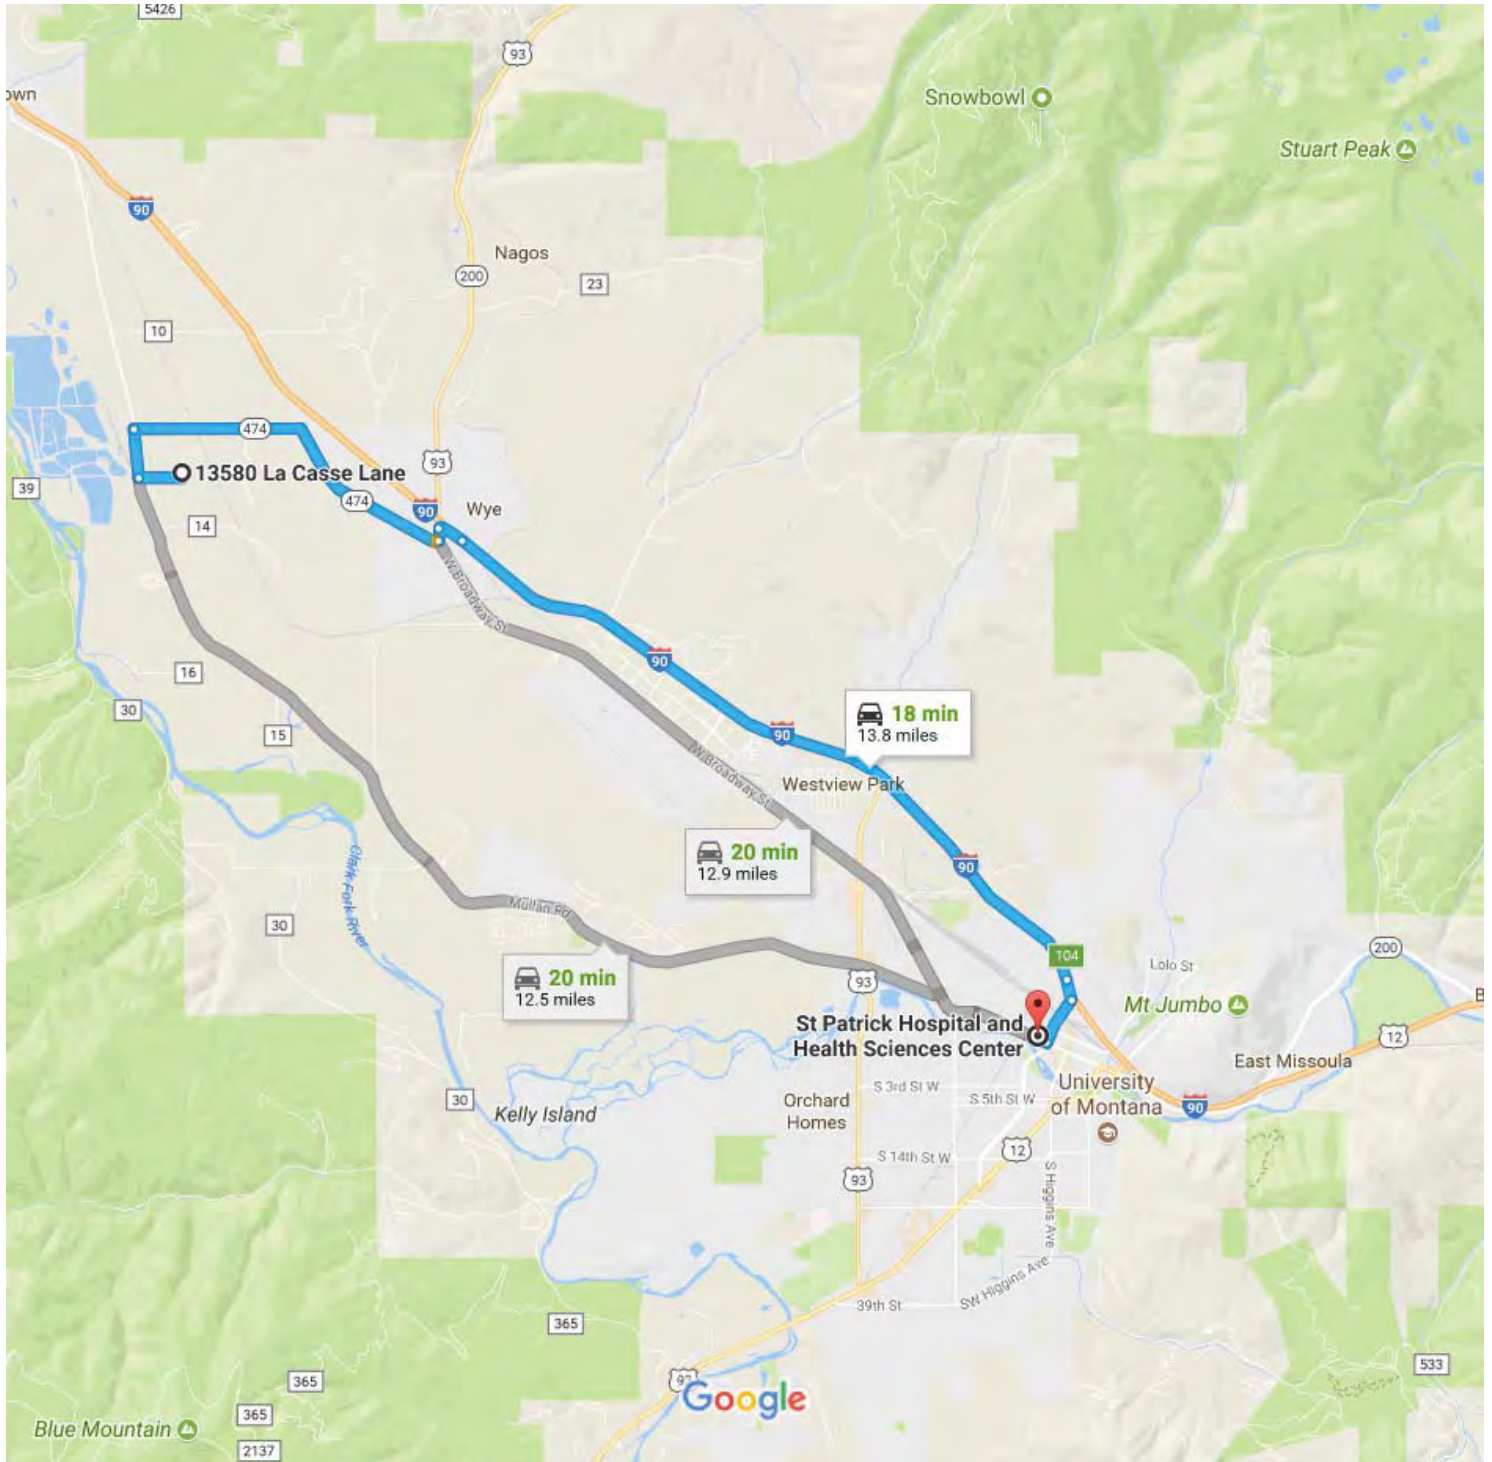 5426
93
own
Snowbowl
Stuart Peak
90
Nagos
200
23
10
474
93
13580 La Casse Lane
39
474
90
Wye
14
W Broadway St
90
16
30
15
18 min
13.8 miles
90
Westview Park
W Broadway St
20 min
12.9 miles
90
Clark Fork River
Mullan Rd
30
104
200
Lolo St
20 min
12.5 miles
93
Mt Jumbo
B
St Patrick Hospital and
Health Sciences Center
12
East Missoula
University
of Montana
S 3rd St W
S 5th St W
30
Kelly Island
Orchard
Homes
90
12
S 14th St W
93
S Higgins Ave
SW Higgins Ave
39th St
365
533
365
93
Google
365
Blue Mountain
2137